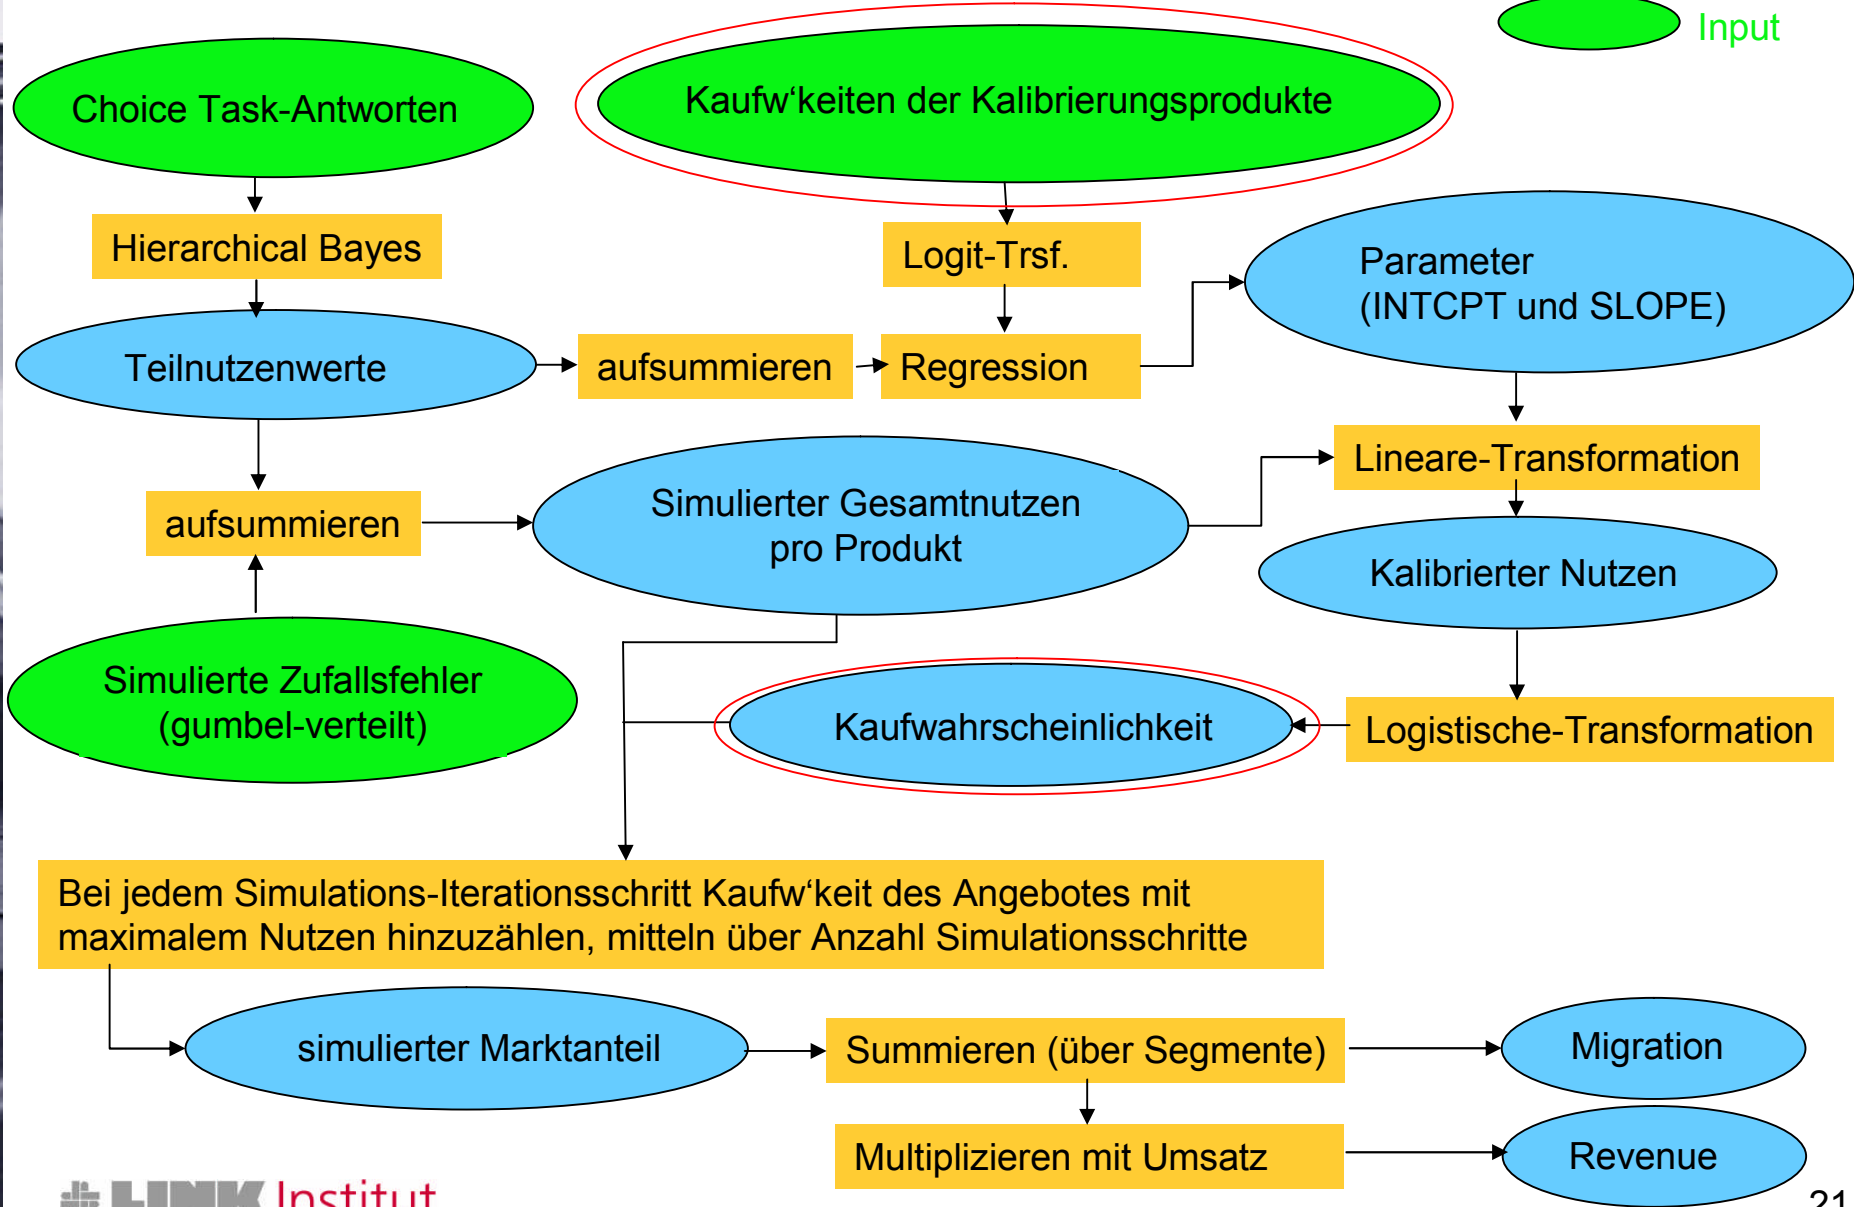 Input
Choice Task-Antworten
Kaufw‘keiten der Kalibrierungsprodukte
Hierarchical Bayes
Logit-Trsf.
Parameter
(INTCPT und SLOPE)
Teilnutzenwerte
aufsummieren
Regression
Lineare-Transformation
aufsummieren
Simulierter Gesamtnutzen
pro Produkt
Kalibrierter Nutzen
Simulierte Zufallsfehler
(gumbel-verteilt)
Kaufwahrscheinlichkeit
Logistische-Transformation
Bei jedem Simulations-Iterationsschritt Kaufw‘keit des Angebotes mit
maximalem Nutzen hinzuzählen, mitteln über Anzahl Simulationsschritte
simulierter Marktanteil
Summieren (über Segmente)
Migration
Multiplizieren mit Umsatz
Revenue
LINK Institut
21